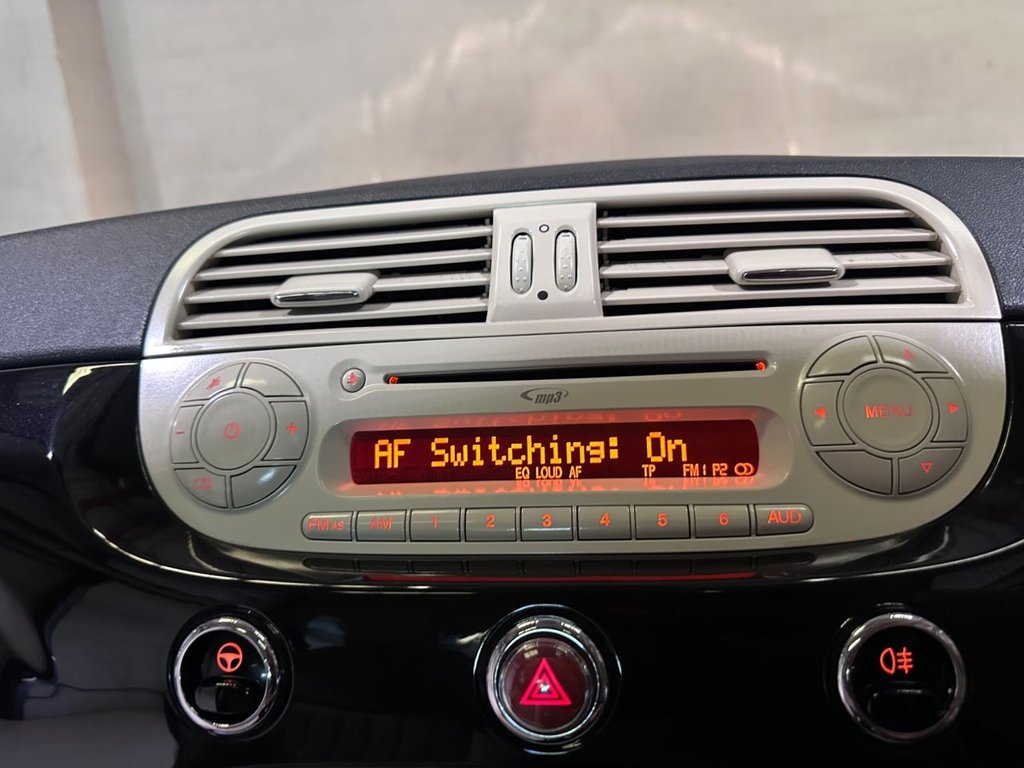 mp3
AF Switching: On
EQ LOUD AF TP FM1 P2
MENU
FM AS AM 1 2 3 4 5 6 AUD